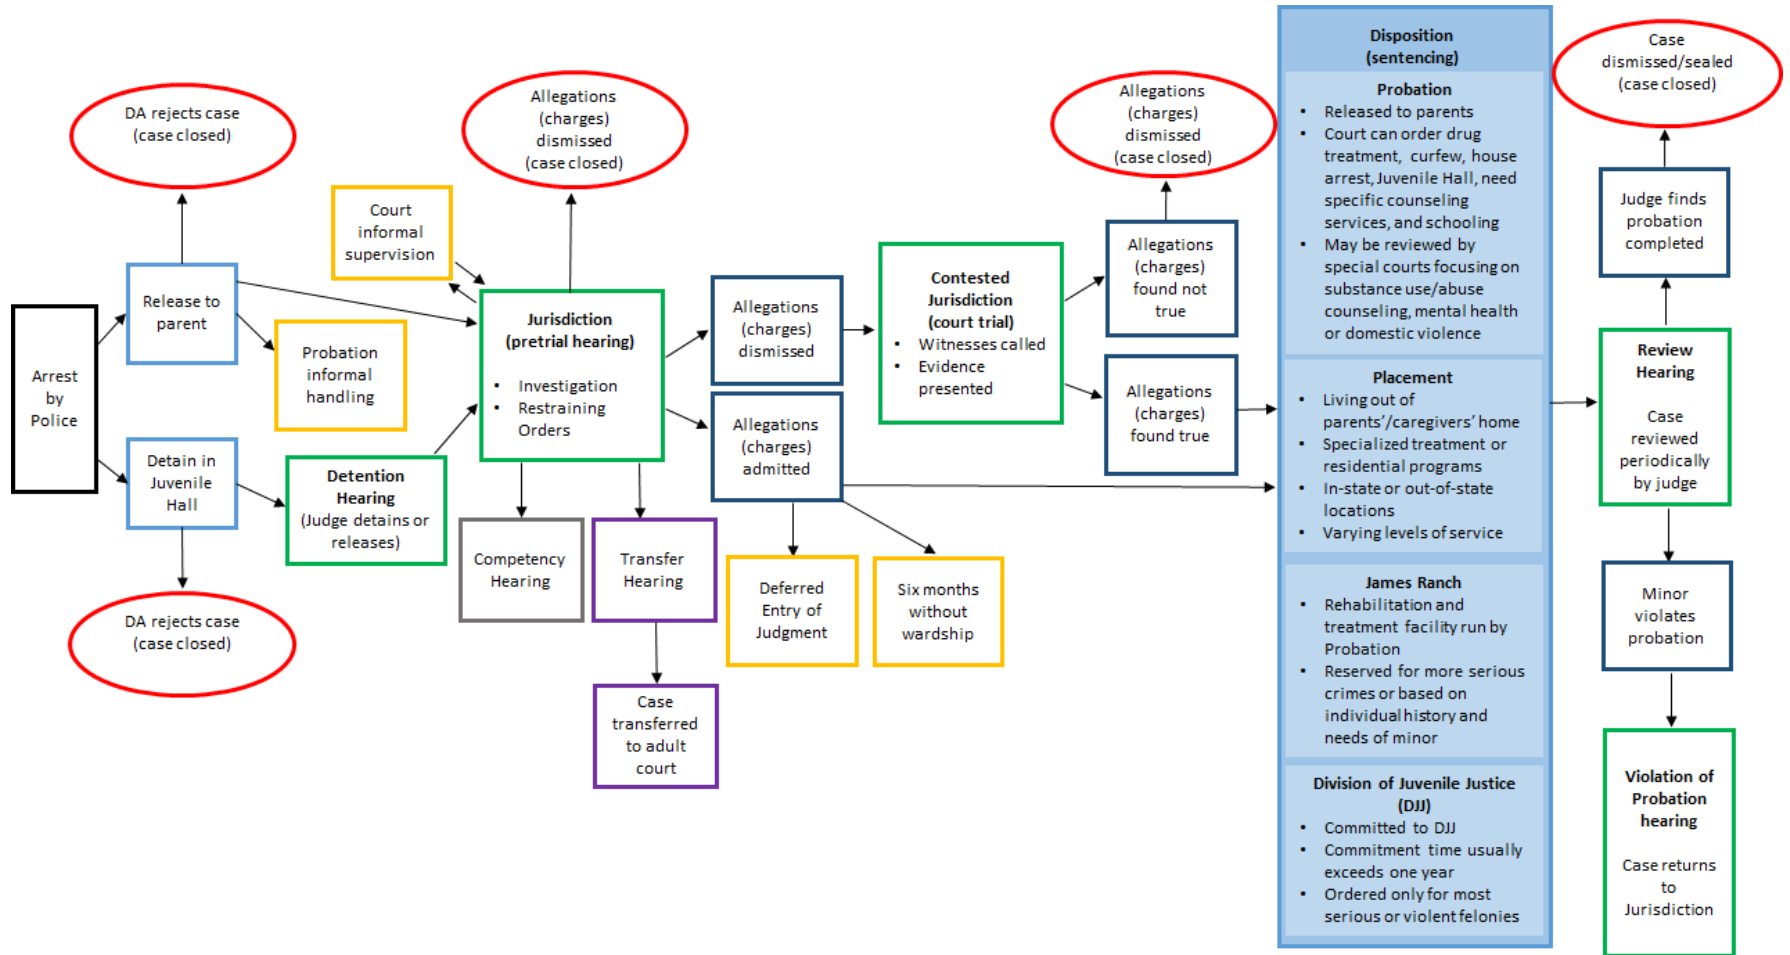 DA rejects case
(case closed)
Allegations
(charges)
dismissed
(case closed)
Allegations
(charges)
dismissed
(case closed)
Case
dismissed/sealed
(case closed)
Court
informal
supervision
Release to
parent
Probation
informal
handling
Arrest
by
Police
Detain in
Juvenile
Hall
Detention
Hearing
(Judge detains or
releases)
DA rejects case
(case closed)
Jurisdiction
(pretrial hearing)
• Investigation
• Restraining
Orders
Competency
Hearing
Transfer
Hearing
Case
transferred
to adult
court
Allegations
(charges)
dismissed
Allegations
(charges)
admitted
Deferred
Entry of
Judgment
Six months
without
wardship
Contested
Jurisdiction
(court trial)
• Witnesses called
• Evidence
presented
Allegations
(charges)
found not
true
Allegations
(charges)
found true
Disposition
(sentencing)
Probation
• Released to parents
• Court can order drug
treatment, curfew, house
arrest, Juvenile Hall, need
specific counseling
services, and schooling
• May be reviewed by
special courts focusing on
substance use/abuse
counseling, mental health
or domestic violence
Placement
• Living out of
parents’/caregivers’ home
• Specialized treatment or
residential programs
• In-state or out-of-state
locations
• Varying levels of service
James Ranch
• Rehabilitation and
treatment facility run by
Probation
• Reserved for more serious
crimes or based on
individual history and
needs of minor
Division of Juvenile Justice
(DJJ)
• Committed to DJJ
• Commitment time usually
exceeds one year
• Ordered only for most
serious or violent felonies
Judge finds
probation
completed
Review
Hearing
Case
reviewed
periodically
by judge
Minor
violates
probation
Violation of
Probation
hearing
Case returns
to
Jurisdiction